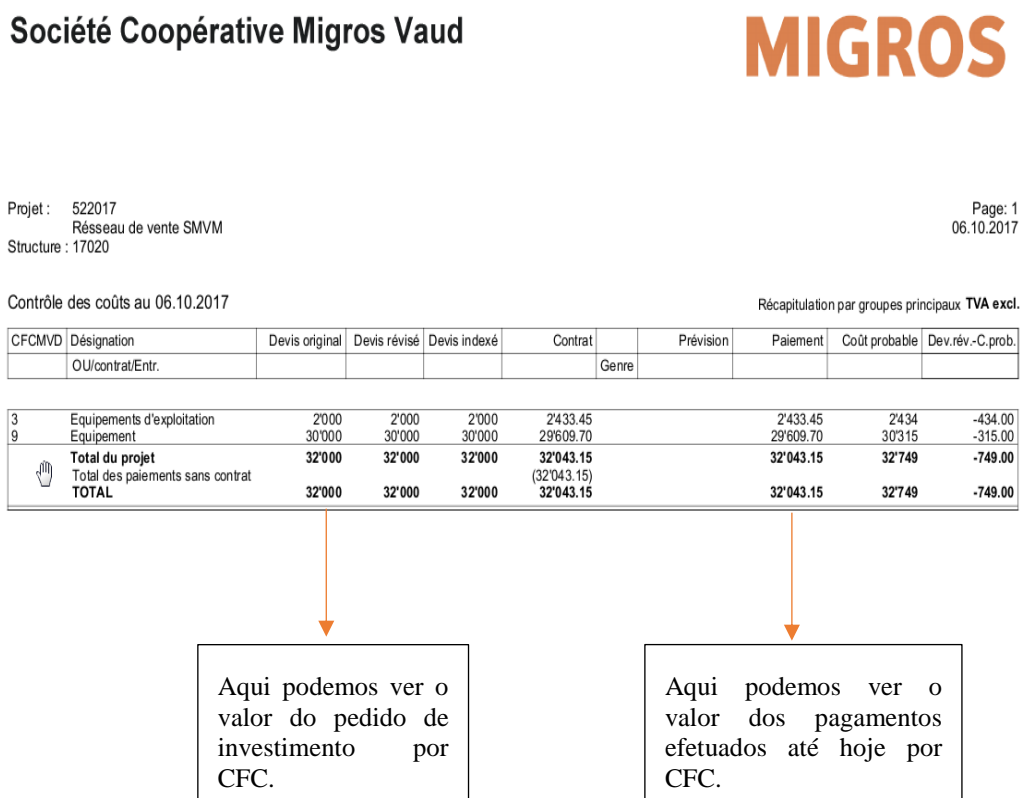 Société Coopérative Migros Vaud
MIGROS
Projet : 522017
Page: 1
Résseau de vente SMVM
06.10.2017
Structure : 17020
Contrôle des coûts au 06.10.2017
Récapitulation par groupes principaux TVA excl.
CFCMVD Désignation Devis original Devis révisé Devis indexé Contrat Prévision Paiement Coût probable Dev.rév.-C.prob.
OU/contrat/Entr. Genre
3 Equipements d'exploitation 2'000 2'000 2'000 2'433.45 2'433.45 2'434 -434.00
9 Equipement 30'000 30'000 30'000 29'609.70 29'609.70 30'315 -315.00
Total du projet 32'000 32'000 32'000 32'043.15 32'043.15 32'749 -749.00
Total des paiements sans contrat (32'043.15)
TOTAL 32'000 32'000 32'000 32'043.15 32'043.15 32'749 -749.00
Aqui podemos ver o
valor do pedido de
investimento por
CFC.
Aqui podemos ver o
valor dos pagamentos
efetuados até hoje por
CFC.